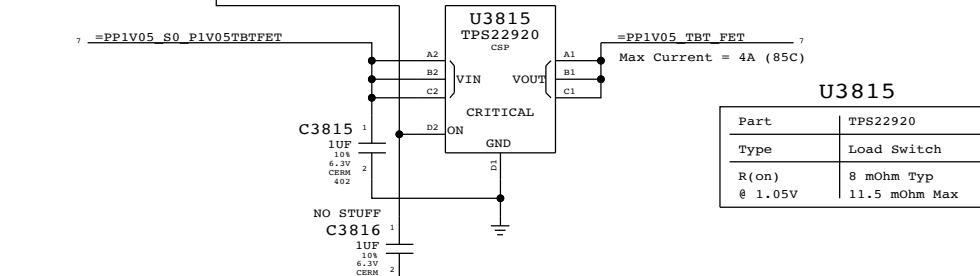 U3815
TPS22920
CSP
7 =PP1V05_S0_P1V05TBTFET
=PP1V05_TBT_FET 7
Max Current = 4A (85C)
A2
B2
C2
VIN
VOUT
A1
B1
C1
CRITICAL
D2
ON
GND
D1
C3815 1
1UF
10%
6.3V
CERM
402
2
NO STUFF
C3816 1
1UF
10%
6.3V
CERM
2
U3815
Part TPS22920
Type Load Switch
R(on) 8 mOhm Typ
@ 1.05V 11.5 mOhm Max